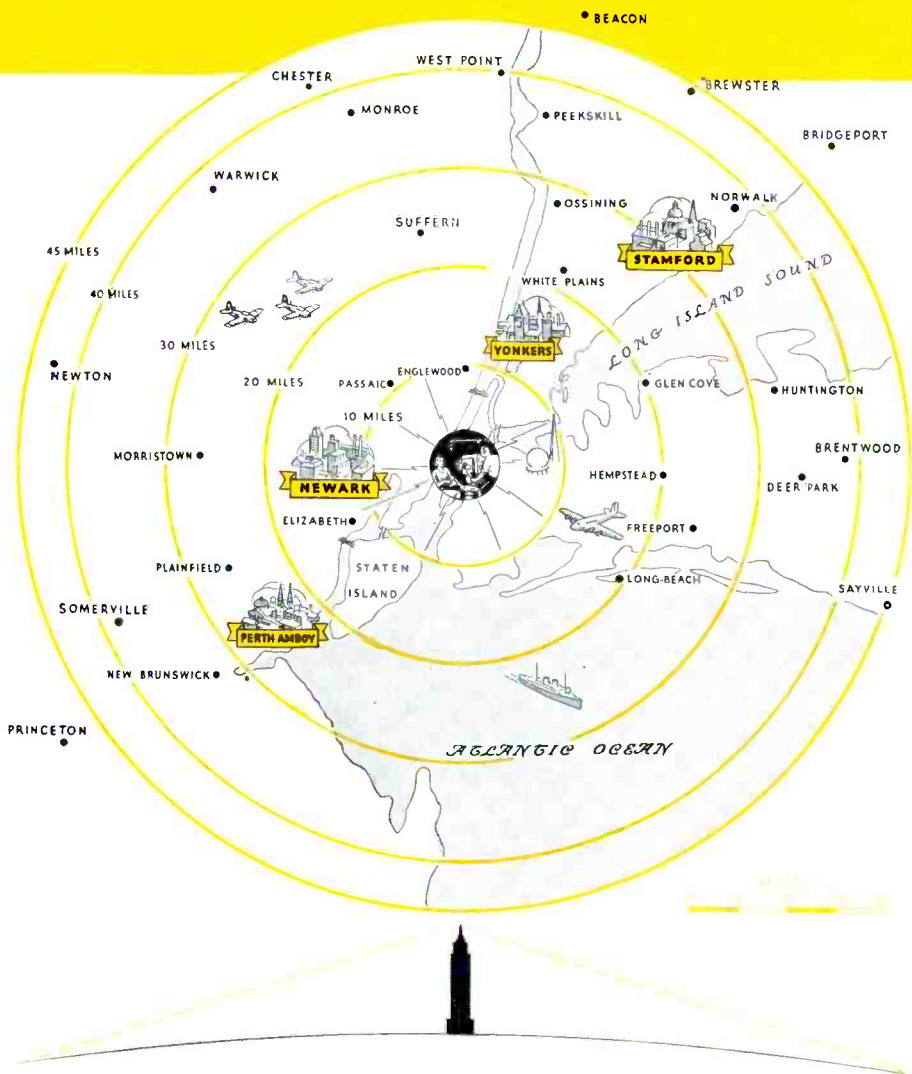 BEACON
WEST POINT
CHESTER
BREWSTER
MONROE
PEEKSKILL
BRIDGEPORT
WARWICK
NORWALK
OSSINING
SUFFERN
45 MILES
STAMFORD
LONG ISLAND SOUND
WHITE PLAINS
40 MILES
30 MILES
YONKERS
NEWTON
ENGLEWOOD
20 MILES
PASSAIC
GLEN COVE
HUNTINGTON
10 MILES
MORRISTOWN
BRENTWOOD
NEWARK
HEMPSTEAD
DEER PARK
ELIZABETH
FREEPORT
PLAINFIELD
STATEN
ISLAND
LONG-BEACH
SAYVILLE
SOMERVILLE
PERTH AMBOY
NEW BRUNSWICK
PRINCETON
ATLANTIC OCEAN